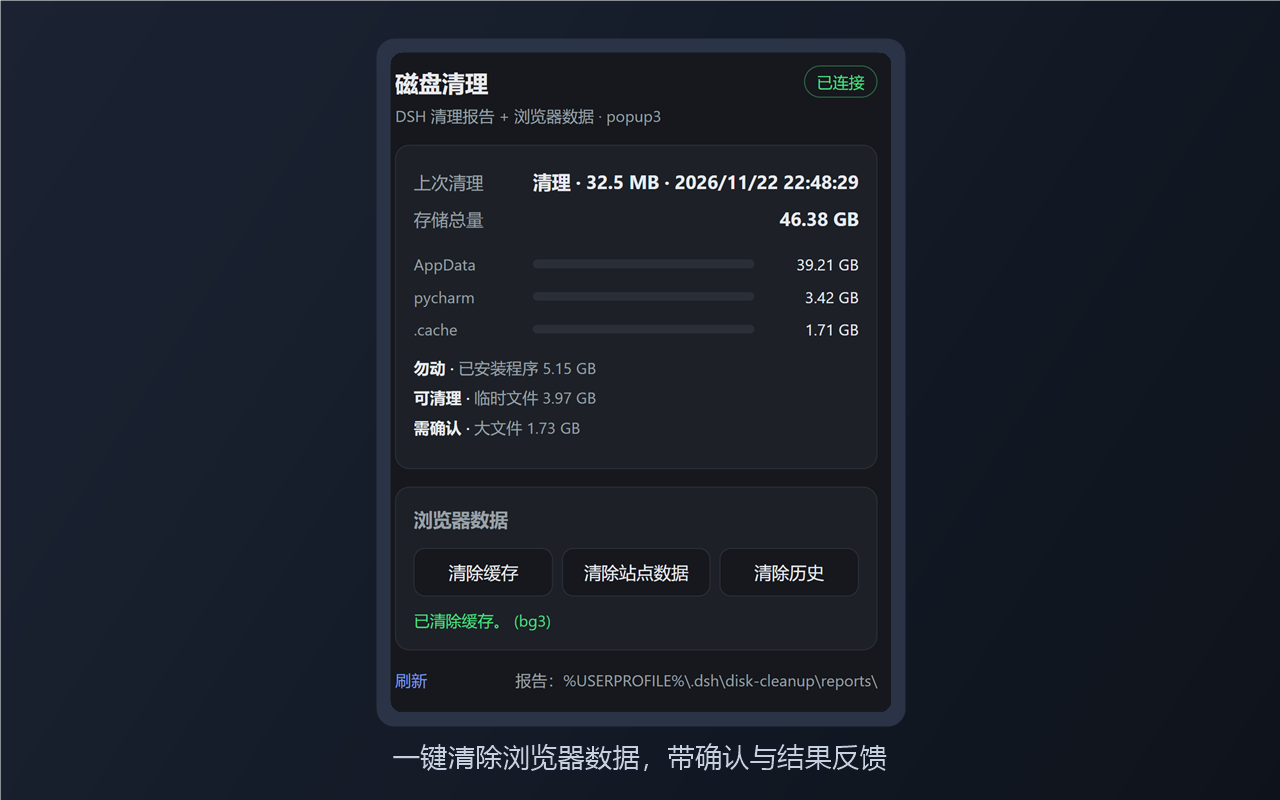 磁盘清理 已连接
DSH 清理报告 + 浏览器数据 · popup3
上次清理 清理 · 32.5 MB · 2026/11/22 22:48:29
存储总量 46.38 GB
AppData 39.21 GB
pycharm 3.42 GB
.cache 1.71 GB
勿动 · 已安装程序 5.15 GB
可清理 · 临时文件 3.97 GB
需确认 · 大文件 1.73 GB
浏览器数据
清除缓存 清除站点数据 清除历史
已清除缓存。 (bg3)
刷新 报告：%USERPROFILE%\.dsh\disk-cleanup\reports\
一键清除浏览器数据，带确认与结果反馈